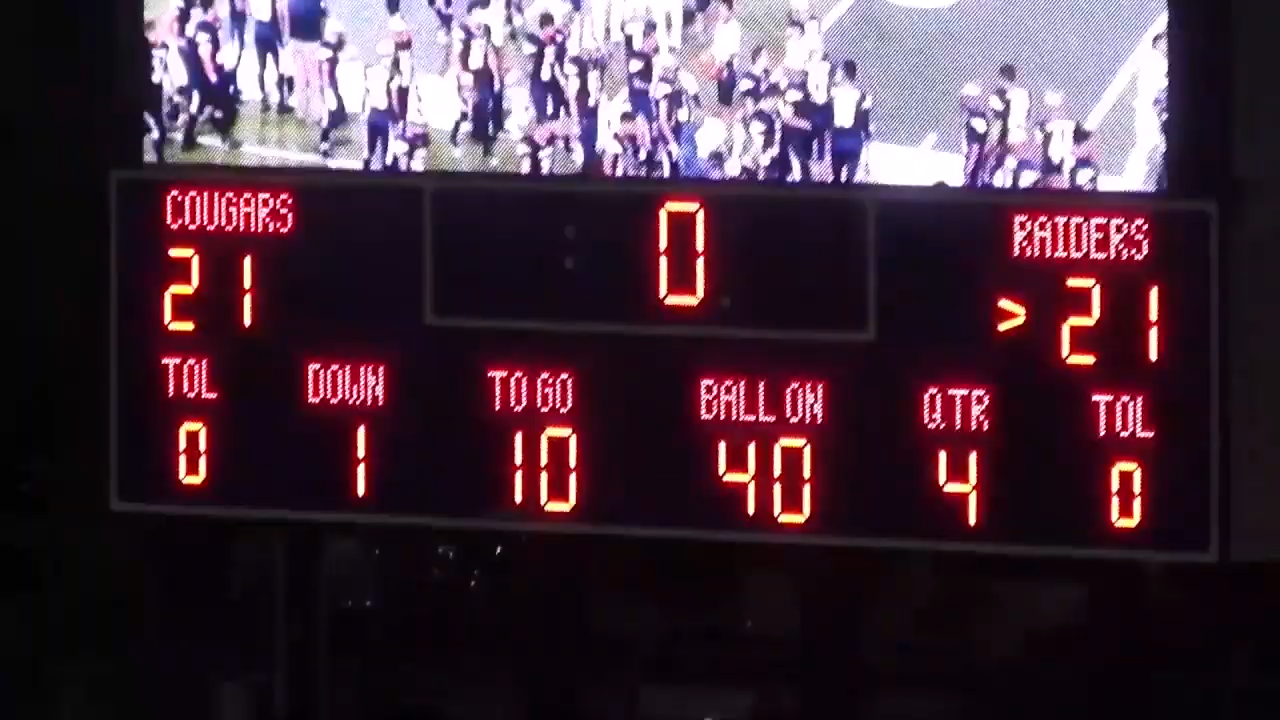 COUGARS 0 RAIDERS
21 > 21
TOL DOWN TO GO BALL ON QTR TOL
0 1 10 40 4 0